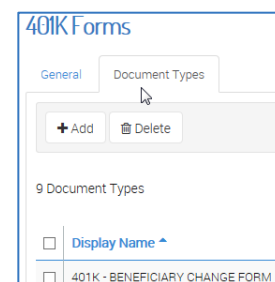 401K Forms
General Document Types
+ Add Delete
9 Document Types
Display Name
401K - BENEFICIARY CHANGE FORM